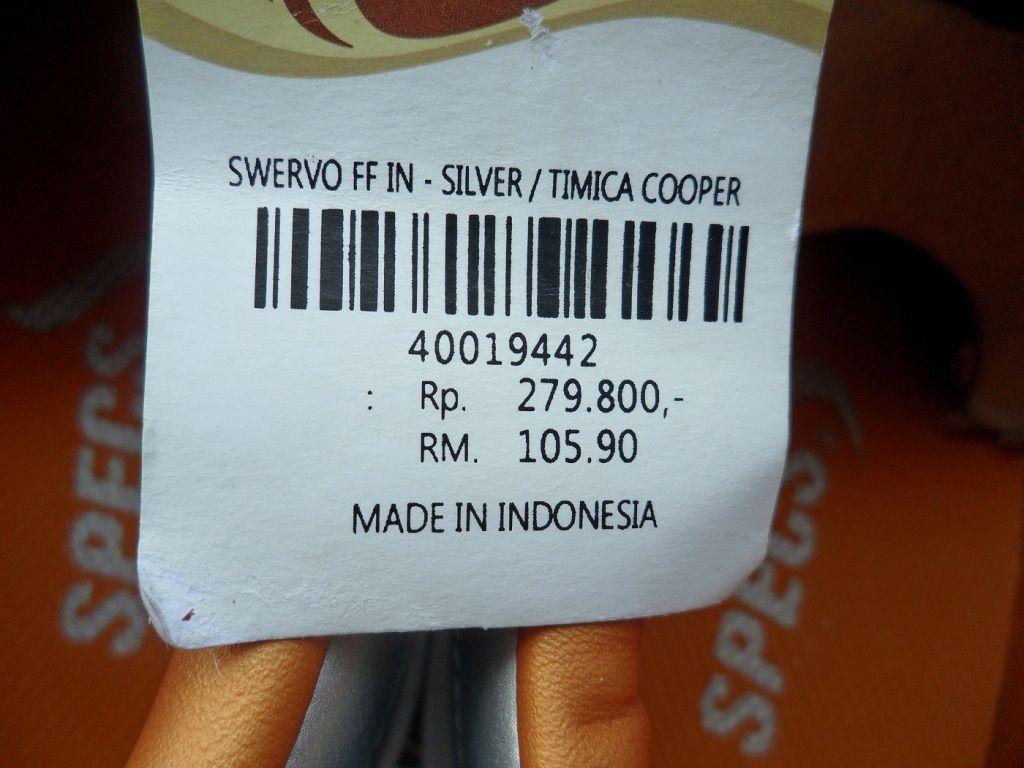 SWERVO FF IN - SILVER / TIMICA COOPER
40019442
: Rp. 279.800,-
RM. 105.90
MADE IN INDONESIA
SPECS
SPECS